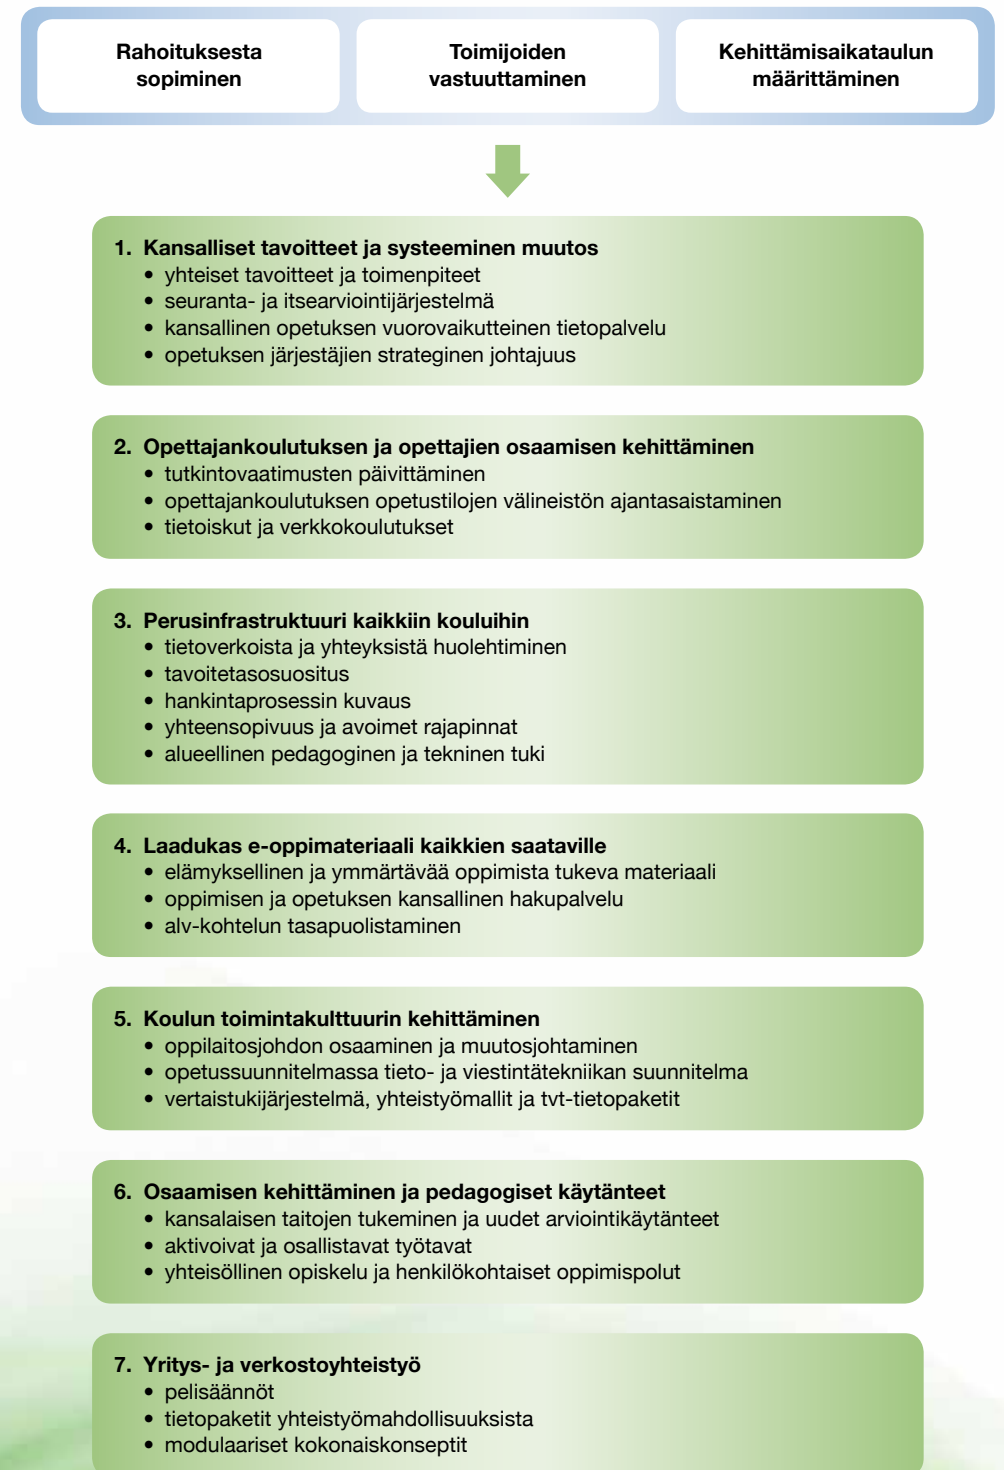 Rahoituksesta
sopiminen
Toimijoiden
vastuuttaminen
Kehittämisaikataulun
määrittäminen
1. Kansalliset tavoitteet ja systeeminen muutos
• yhteiset tavoitteet ja toimenpiteet
• seuranta- ja itsearviointijärjestelmä
• kansallinen opetuksen vuorovaikutteinen tietopalvelu
• opetuksen järjestäjien strateginen johtajuus
2. Opettajankoulutuksen ja opettajien osaamisen kehittäminen
• tutkintovaatimusten päivittäminen
• opettajankoulutuksen opetustilojen välineistön ajantasaistaminen
• tietoiskut ja verkkokoulutukset
3. Perusinfrastruktuuri kaikkiin kouluihin
• tietoverkoista ja yhteyksistä huolehtiminen
• tavoitetasosuositus
• hankintaprosessin kuvaus
• yhteensopivuus ja avoimet rajapinnat
• alueellinen pedagoginen ja tekninen tuki
4. Laadukas e-oppimateriaali kaikkien saataville
• elämyksellinen ja ymmärtävää oppimista tukeva materiaali
• oppimisen ja opetuksen kansallinen hakupalvelu
• alv-kohtelun tasapuolistaminen
5. Koulun toimintakulttuurin kehittäminen
• oppilaitosjohdon osaaminen ja muutosjohtaminen
• opetussuunnitelmassa tieto- ja viestintätekniikan suunnitelma
• vertaistukijärjestelmä, yhteistyömallit ja tvt-tietopaketit
6. Osaamisen kehittäminen ja pedagogiset käytänteet
• kansalaisen taitojen tukeminen ja uudet arviointikäytänteet
• aktivoivat ja osallistavat työtavat
• yhteisöllinen opiskelu ja henkilökohtaiset oppimispolut
7. Yritys- ja verkostoyhteistyö
• pelisäännöt
• tietopaketit yhteistyömahdollisuuksista
• modulaariset kokonaiskonseptit